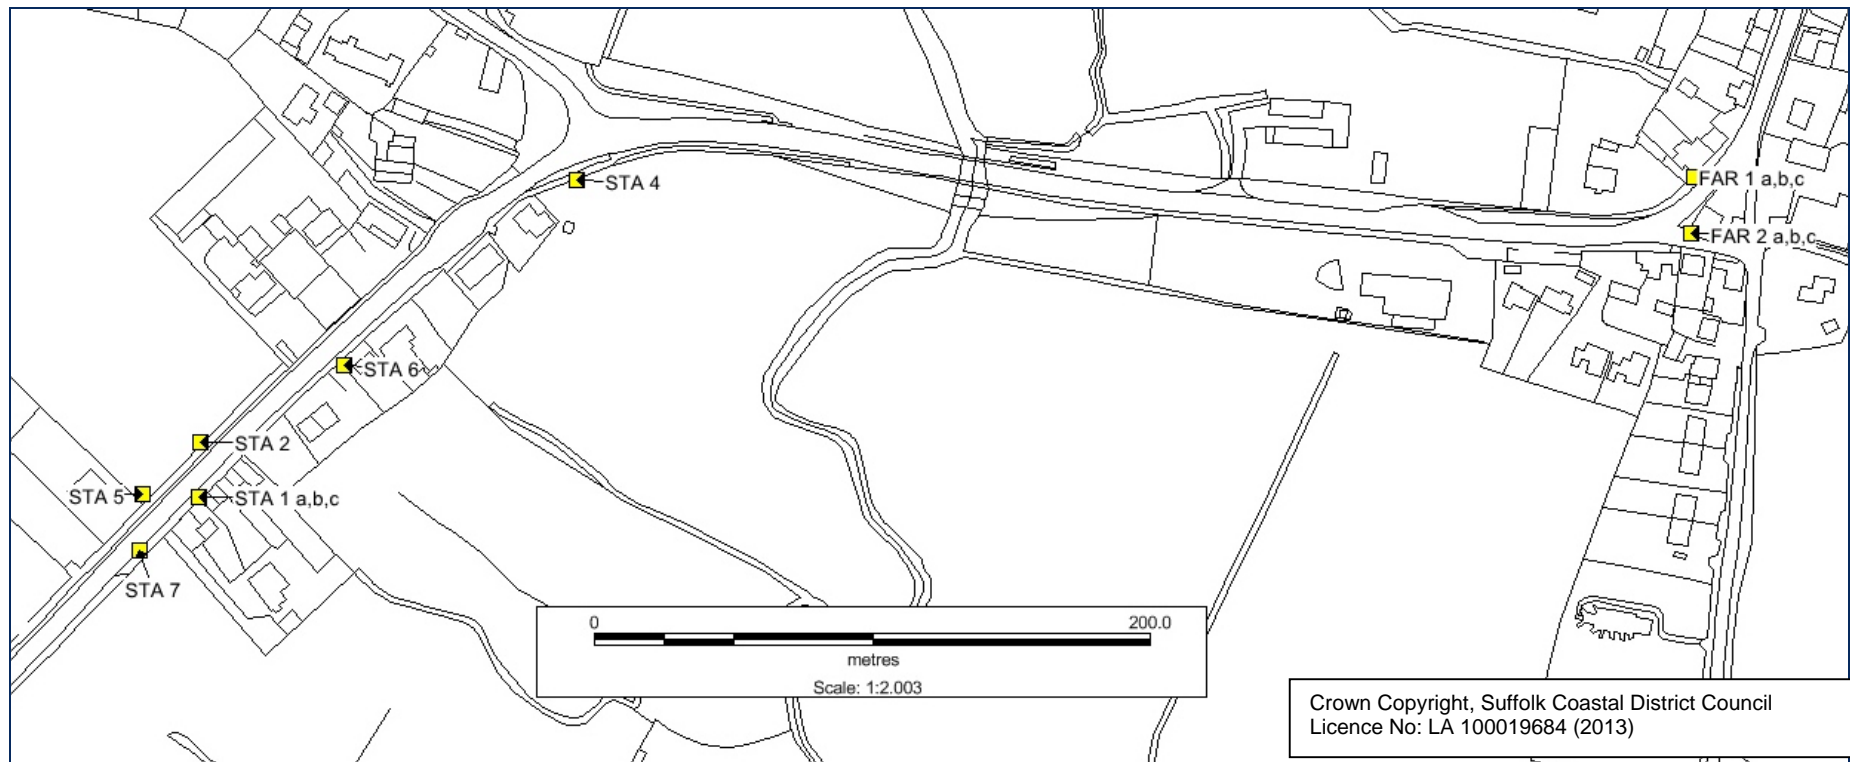 STA 4
FAR 1 a,b,c
FAR 2 a,b,c
STA 6
STA 2
STA 5
STA 1 a,b,c
STA 7
0 200.0
metres
Scale: 1:2.003
Crown Copyright, Suffolk Coastal District Council
Licence No: LA 100019684 (2013)